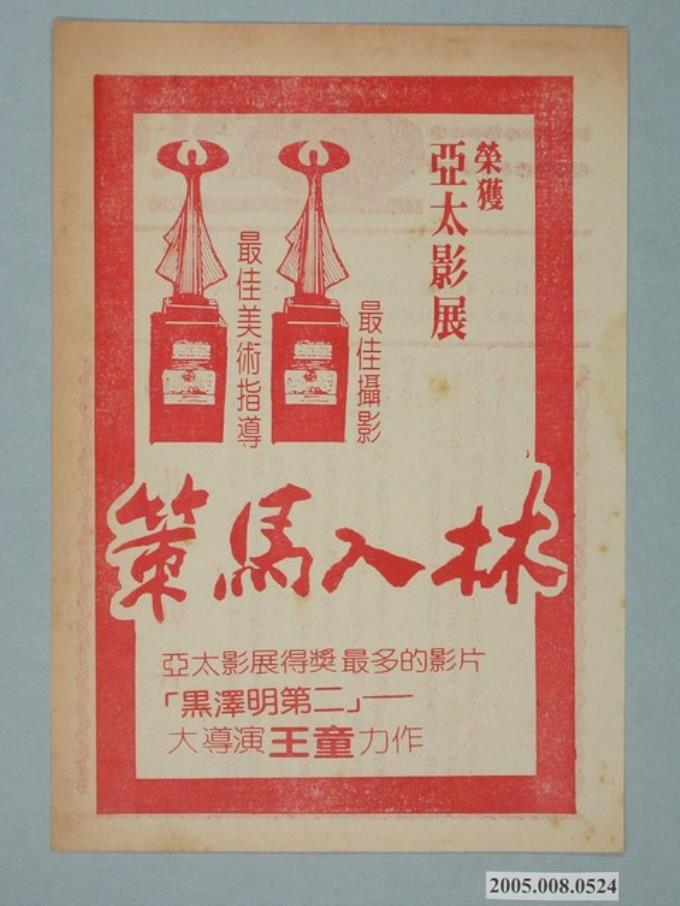 榮獲
亞太影展
最佳攝影
最佳美術指導
策馬入林
亞太影展得獎最多的影片
「黑澤明第二」——
大導演王童力作
2005.008.0524